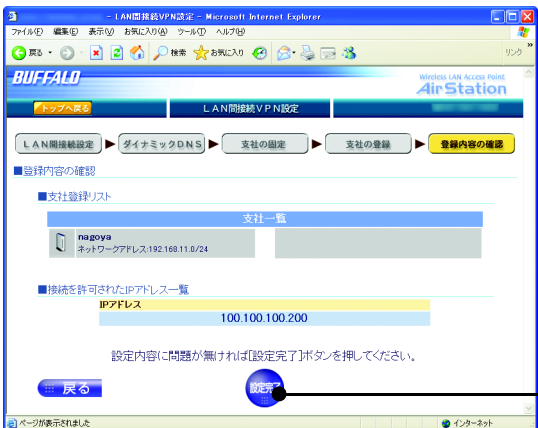 - LAN間接続VPN設定 - Microsoft Internet Explorer
ファイル(F) 編集(E) 表示(V) お気に入り(A) ツール(T) ヘルプ(H)
戻る 検索 お気に入り リンク
BUFFALO
Wireless LAN Access Point
AirStation
トップへ戻る LAN間接続VPN設定
LAN間接続設定 ダイナミックDNS 支社の固定 支社の登録 登録内容の確認
■登録内容の確認
■支社登録リスト
支社一覧
nagoya
ネットワークアドレス:192.168.11.0/24
■接続を許可されたIPアドレス一覧
IPアドレス
100.100.100.200
設定内容に問題が無ければ[設定完了]ボタンを押してください。
戻る 設定完了
ページが表示されました インターネット